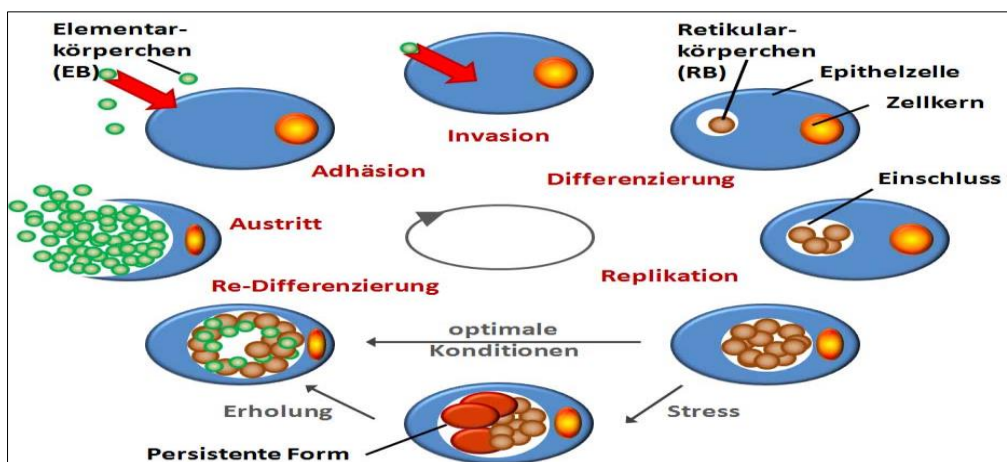 Elementar-
körperchen
(EB)
Adhäsion
Invasion
Retikular-
körperchen
(RB)
Epithelzelle
Zellkern
Differenzierung
Einschluss
Replikation
Austritt
Re-Differenzierung
optimale
Konditionen
Stress
Erholung
Persistente Form